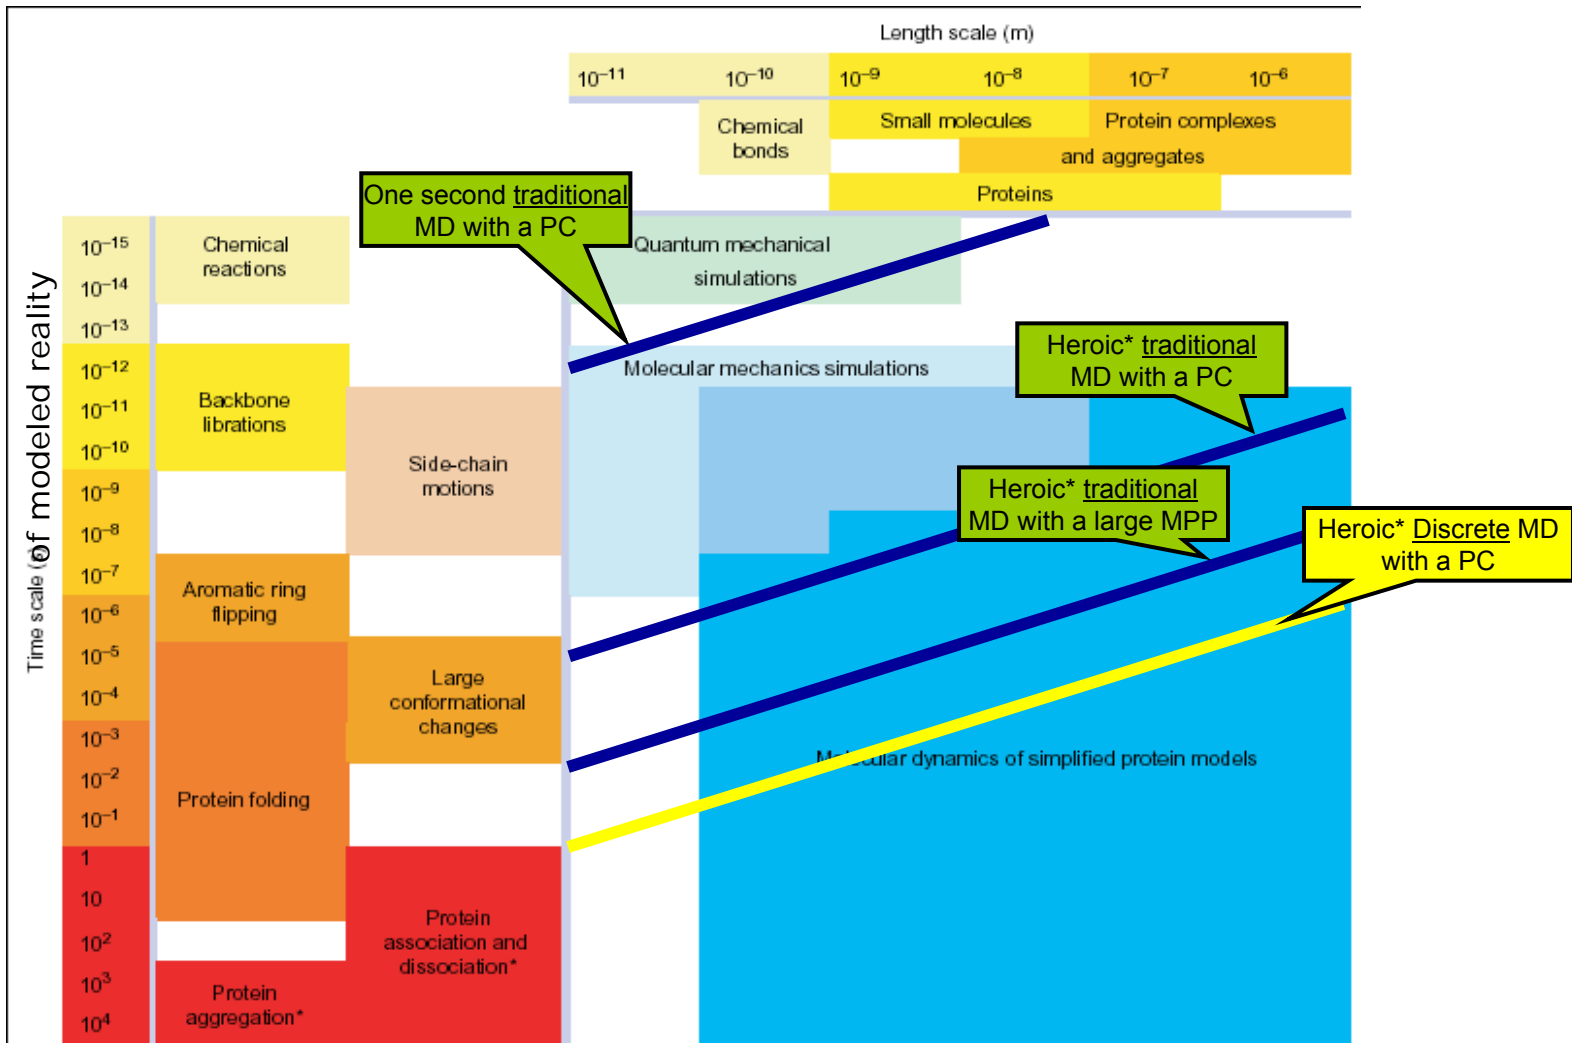 Length scale (m)
10⁻¹¹ 10⁻¹⁰ 10⁻⁹ 10⁻⁸ 10⁻⁷ 10⁻⁶
Chemical
bonds
Small molecules
Protein complexes
and aggregates
Proteins
One second traditional
MD with a PC
Quantum mechanical
simulations
Molecular mechanics simulations
Heroic* traditional
MD with a PC
Heroic* traditional
MD with a large MPP
Heroic* Discrete MD
with a PC
Molecular dynamics of simplified protein models
Time scale (s)
of modeled reality
10⁻¹⁵
10⁻¹⁴
10⁻¹³
10⁻¹²
10⁻¹¹
10⁻¹⁰
10⁻⁹
10⁻⁸
10⁻⁷
10⁻⁶
10⁻⁵
10⁻⁴
10⁻³
10⁻²
10⁻¹
1
10
10²
10³
10⁴
Chemical
reactions
Backbone
librations
Side-chain
motions
Aromatic ring
flipping
Large
conformational
changes
Protein folding
Protein
association and
dissociation*
Protein
aggregation*